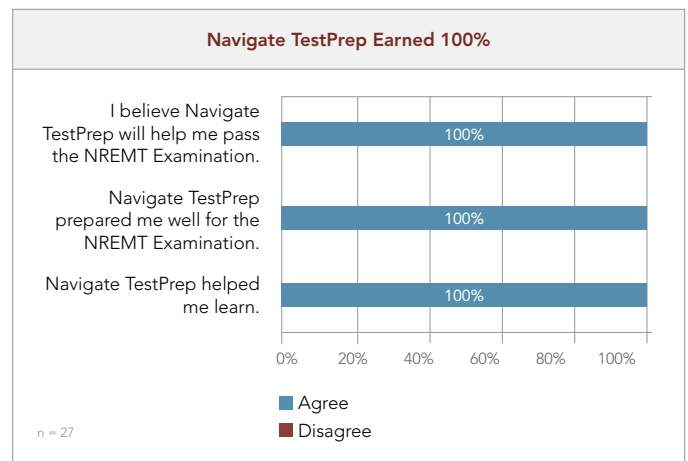 Navigate TestPrep Earned 100%
I believe Navigate
TestPrep will help me pass
the NREMT Examination.
100%
Navigate TestPrep
prepared me well for the
NREMT Examination.
100%
Navigate TestPrep helped
me learn.
100%
0% 20% 40% 60% 80% 100%
Agree
Disagree
n = 27